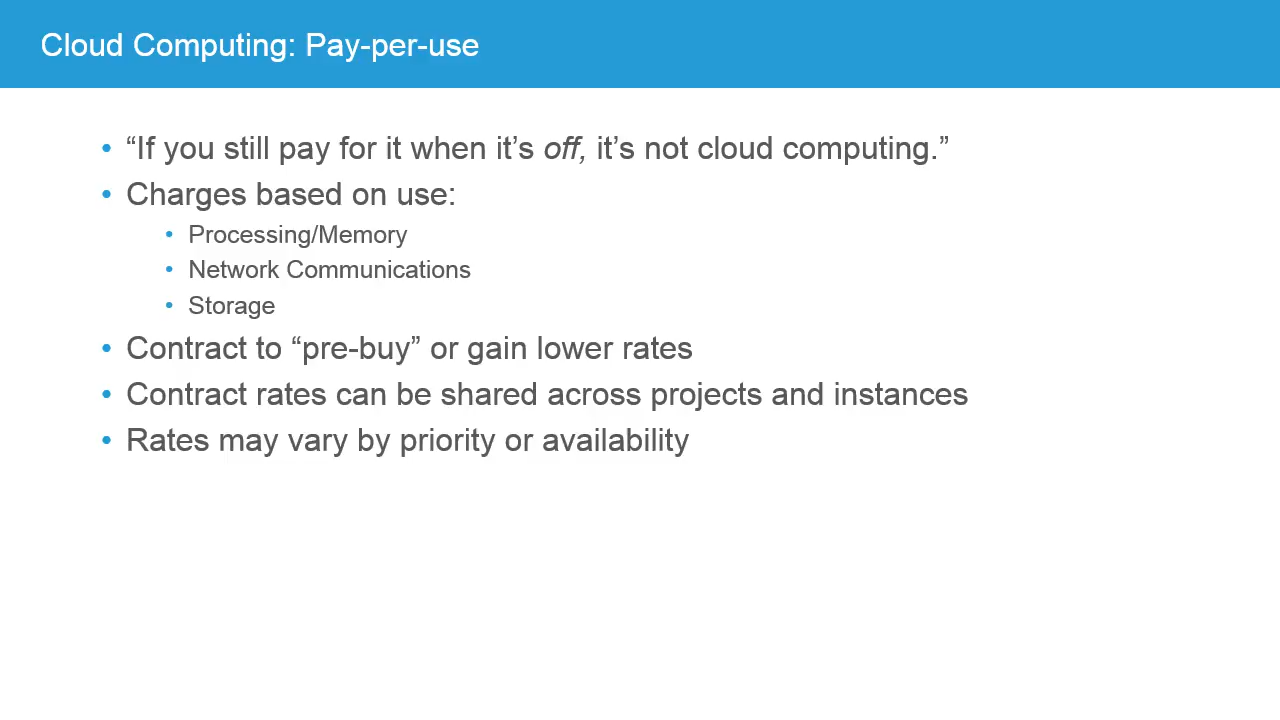 Cloud Computing: Pay-per-use
• “If you still pay for it when it’s off, it’s not cloud computing.”
• Charges based on use:
• Processing/Memory
• Network Communications
• Storage
• Contract to “pre-buy” or gain lower rates
• Contract rates can be shared across projects and instances
• Rates may vary by priority or availability